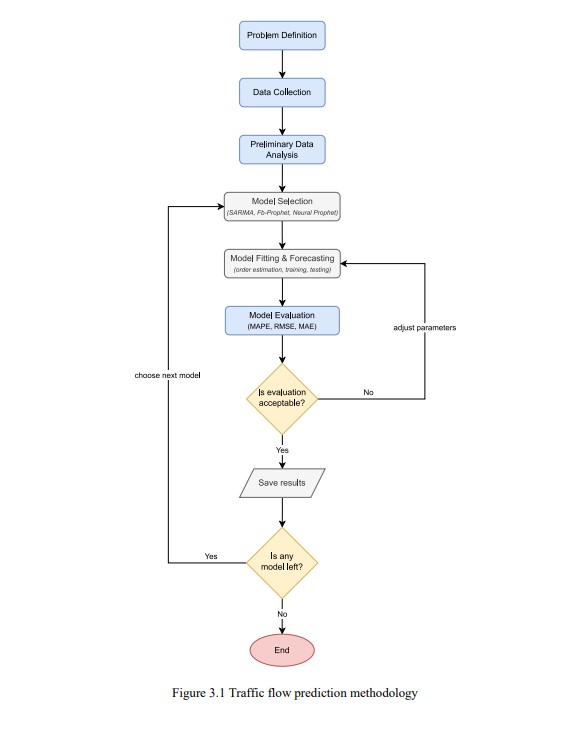 Problem Definition
Data Collection
Preliminary Data
Analysis
Model Selection
(SARIMA, Fb-Prophet, Neural Prophet)
Model Fitting & Forecasting
(order estimation, training, testing)
Model Evaluation
(MAPE, RMSE, MAE)
adjust parameters
choose next model
Is evaluation
acceptable?
No
Yes
Save results
Is any
model left?
Yes
No
End
Figure 3.1 Traffic flow prediction methodology